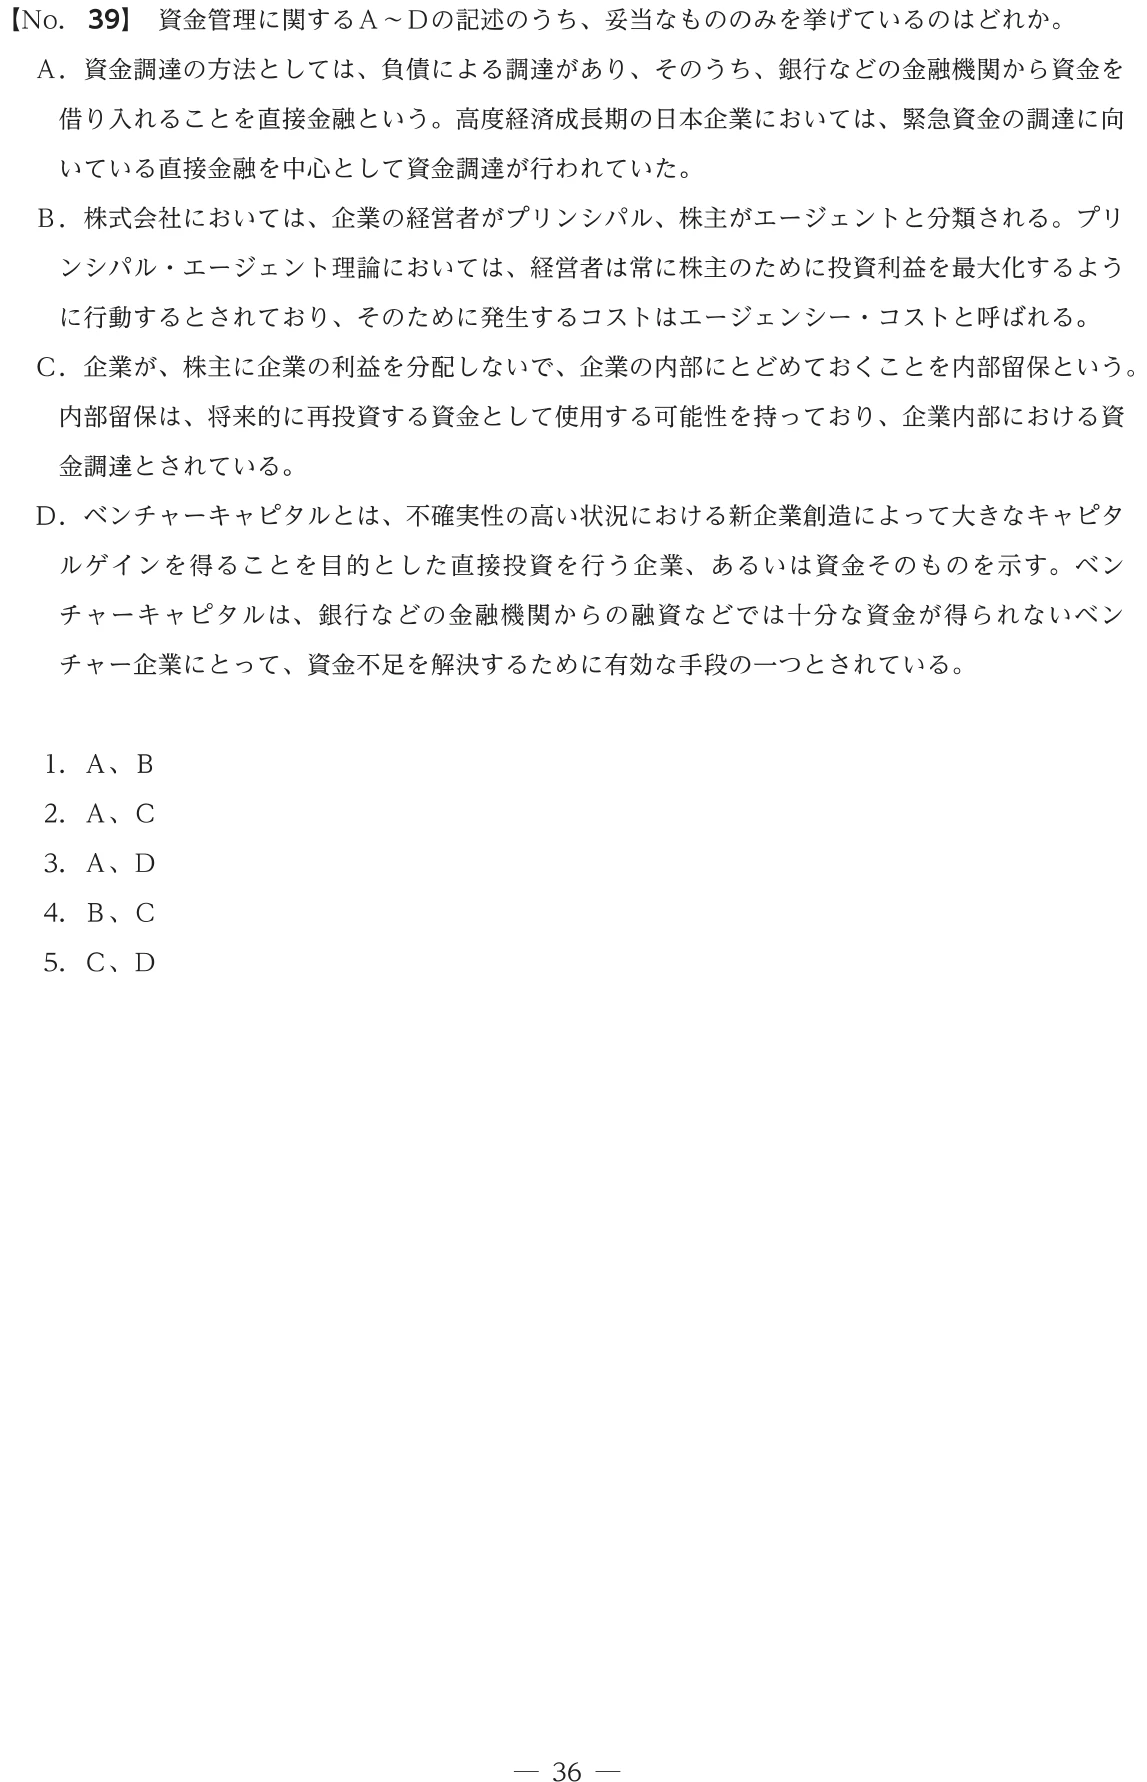 【No. 39】 資金管理に関するＡ～Ｄの記述のうち、妥当なもののみを挙げているのはどれか。
Ａ．資金調達の方法としては、負債による調達があり、そのうち、銀行などの金融機関から資金を
借り入れることを直接金融という。高度経済成長期の日本企業においては、緊急資金の調達に向
いている直接金融を中心として資金調達が行われていた。
Ｂ．株式会社においては、企業の経営者がプリンシパル、株主がエージェントと分類される。プリ
ンシパル・エージェント理論においては、経営者は常に株主のために投資利益を最大化するよう
に行動するとされており、そのために発生するコストはエージェンシー・コストと呼ばれる。
Ｃ．企業が、株主に企業の利益を分配しないで、企業の内部にとどめておくことを内部留保という。
内部留保は、将来的に再投資する資金として使用する可能性を持っており、企業内部における資
金調達とされている。
Ｄ．ベンチャーキャピタルとは、不確実性の高い状況における新企業創造によって大きなキャピタ
ルゲインを得ることを目的とした直接投資を行う企業、あるいは資金そのものを示す。ベン
チャーキャピタルは、銀行などの金融機関からの融資などでは十分な資金が得られないベン
チャー企業にとって、資金不足を解決するために有効な手段の一つとされている。
1. Ａ、Ｂ
2. Ａ、Ｃ
3. Ａ、Ｄ
4. Ｂ、Ｃ
5. Ｃ、Ｄ
― 36 ―